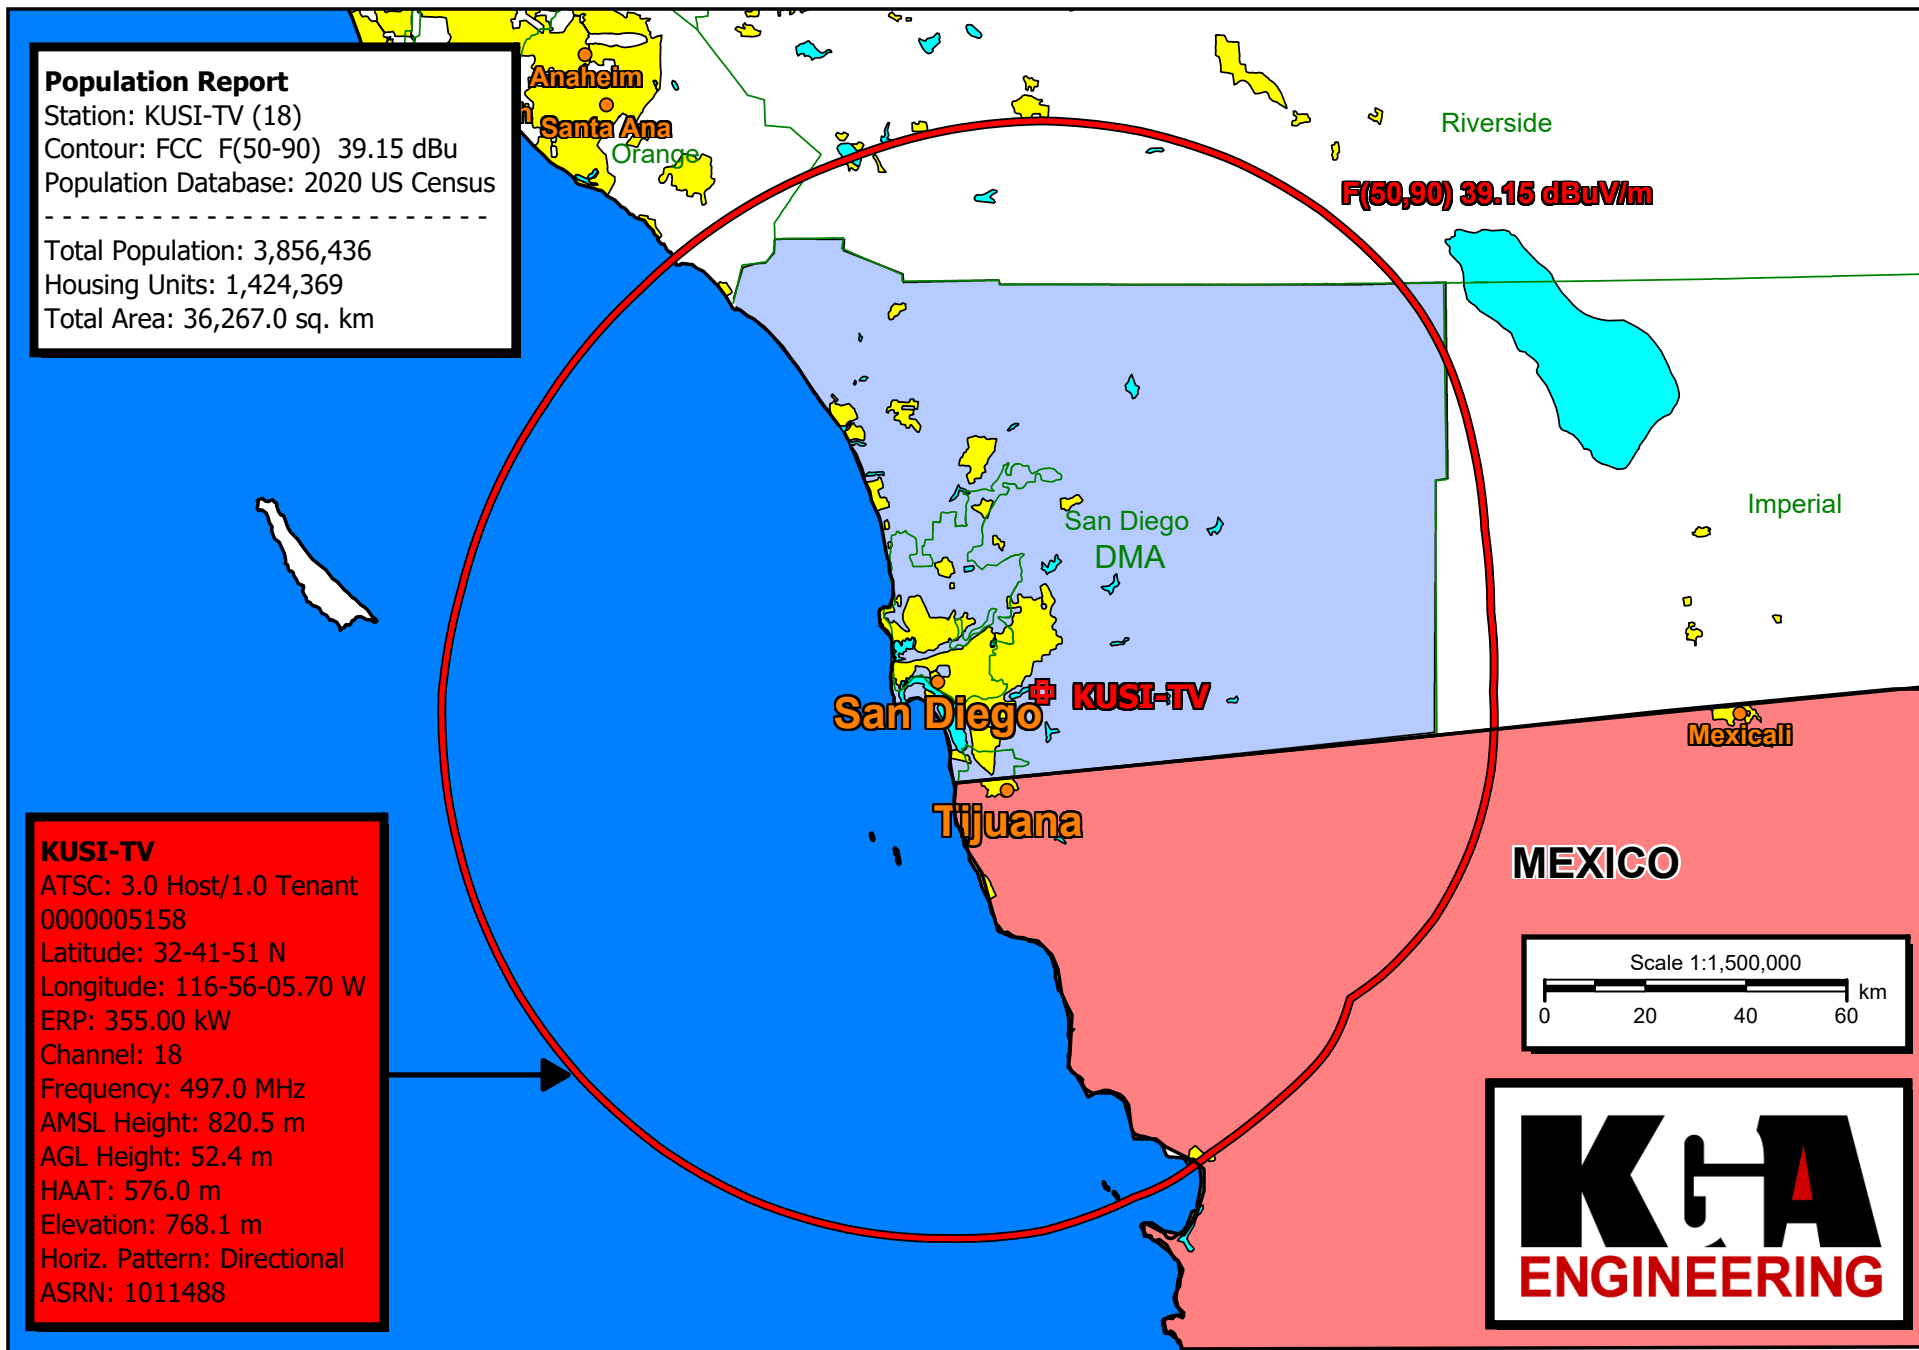 Population Report
Station: KUSI-TV (18)
Contour: FCC  F(50-90)  39.15 dBu
Population Database: 2020 US Census
- - - - - - - - - - - - - - - - - - - - - - - - -
Total Population: 3,856,436
Housing Units: 1,424,369
Total Area: 36,267.0 sq. km
Anaheim
Santa Ana
Orange
Riverside
F(50,90) 39.15 dBuV/m
Imperial
San Diego
DMA
KUSI-TV
San Diego
Mexicali
Tijuana
MEXICO
KUSI-TV
ATSC: 3.0 Host/1.0 Tenant
0000005158
Latitude: 32-41-51 N
Longitude: 116-56-05.70 W
ERP: 355.00 kW
Channel: 18
Frequency: 497.0 MHz
AMSL Height: 820.5 m
AGL Height: 52.4 m
HAAT: 576.0 m
Elevation: 768.1 m
Horiz. Pattern: Directional
ASRN: 1011488
Scale 1:1,500,000
km
0 20 40 60
KGA
ENGINEERING